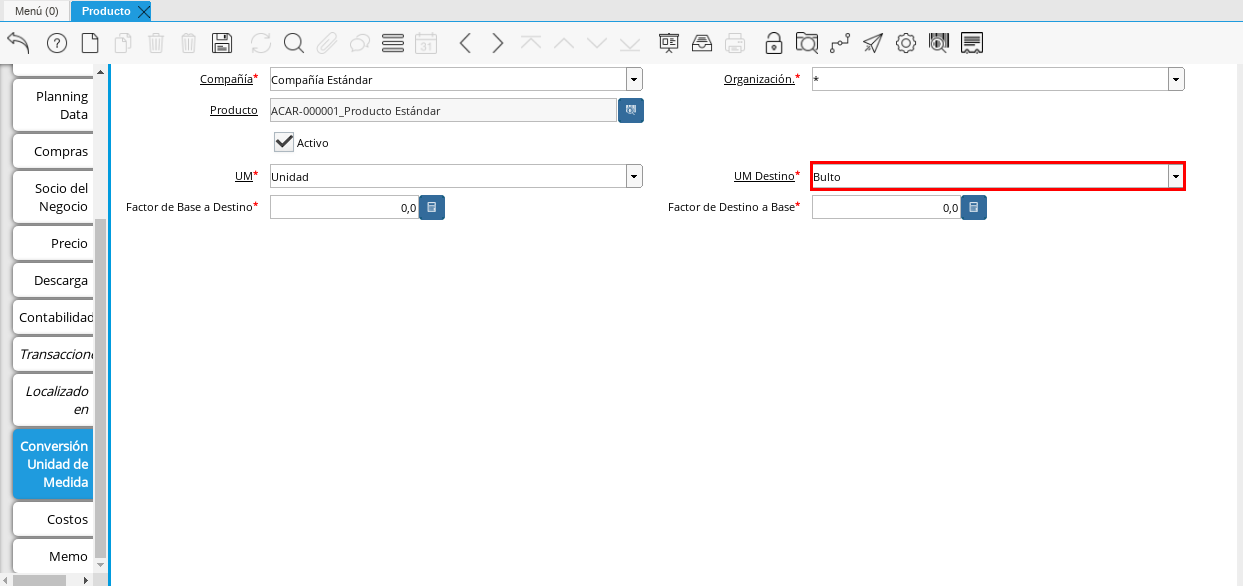 Menú (0)
Producto
31
Planning
Data
Compras
Socio del
Negocio
Precio
Descarga
Contabilidad
Transaccione
Localizado
en
Conversión
Unidad de
Medida
Costos
Memo
Compañía* Compañía Estándar
Organización.* *
Producto ACAR-000001_Producto Estándar
Activo
UM* Unidad
UM Destino* Bulto
Factor de Base a Destino* 0,0
Factor de Destino a Base* 0,0